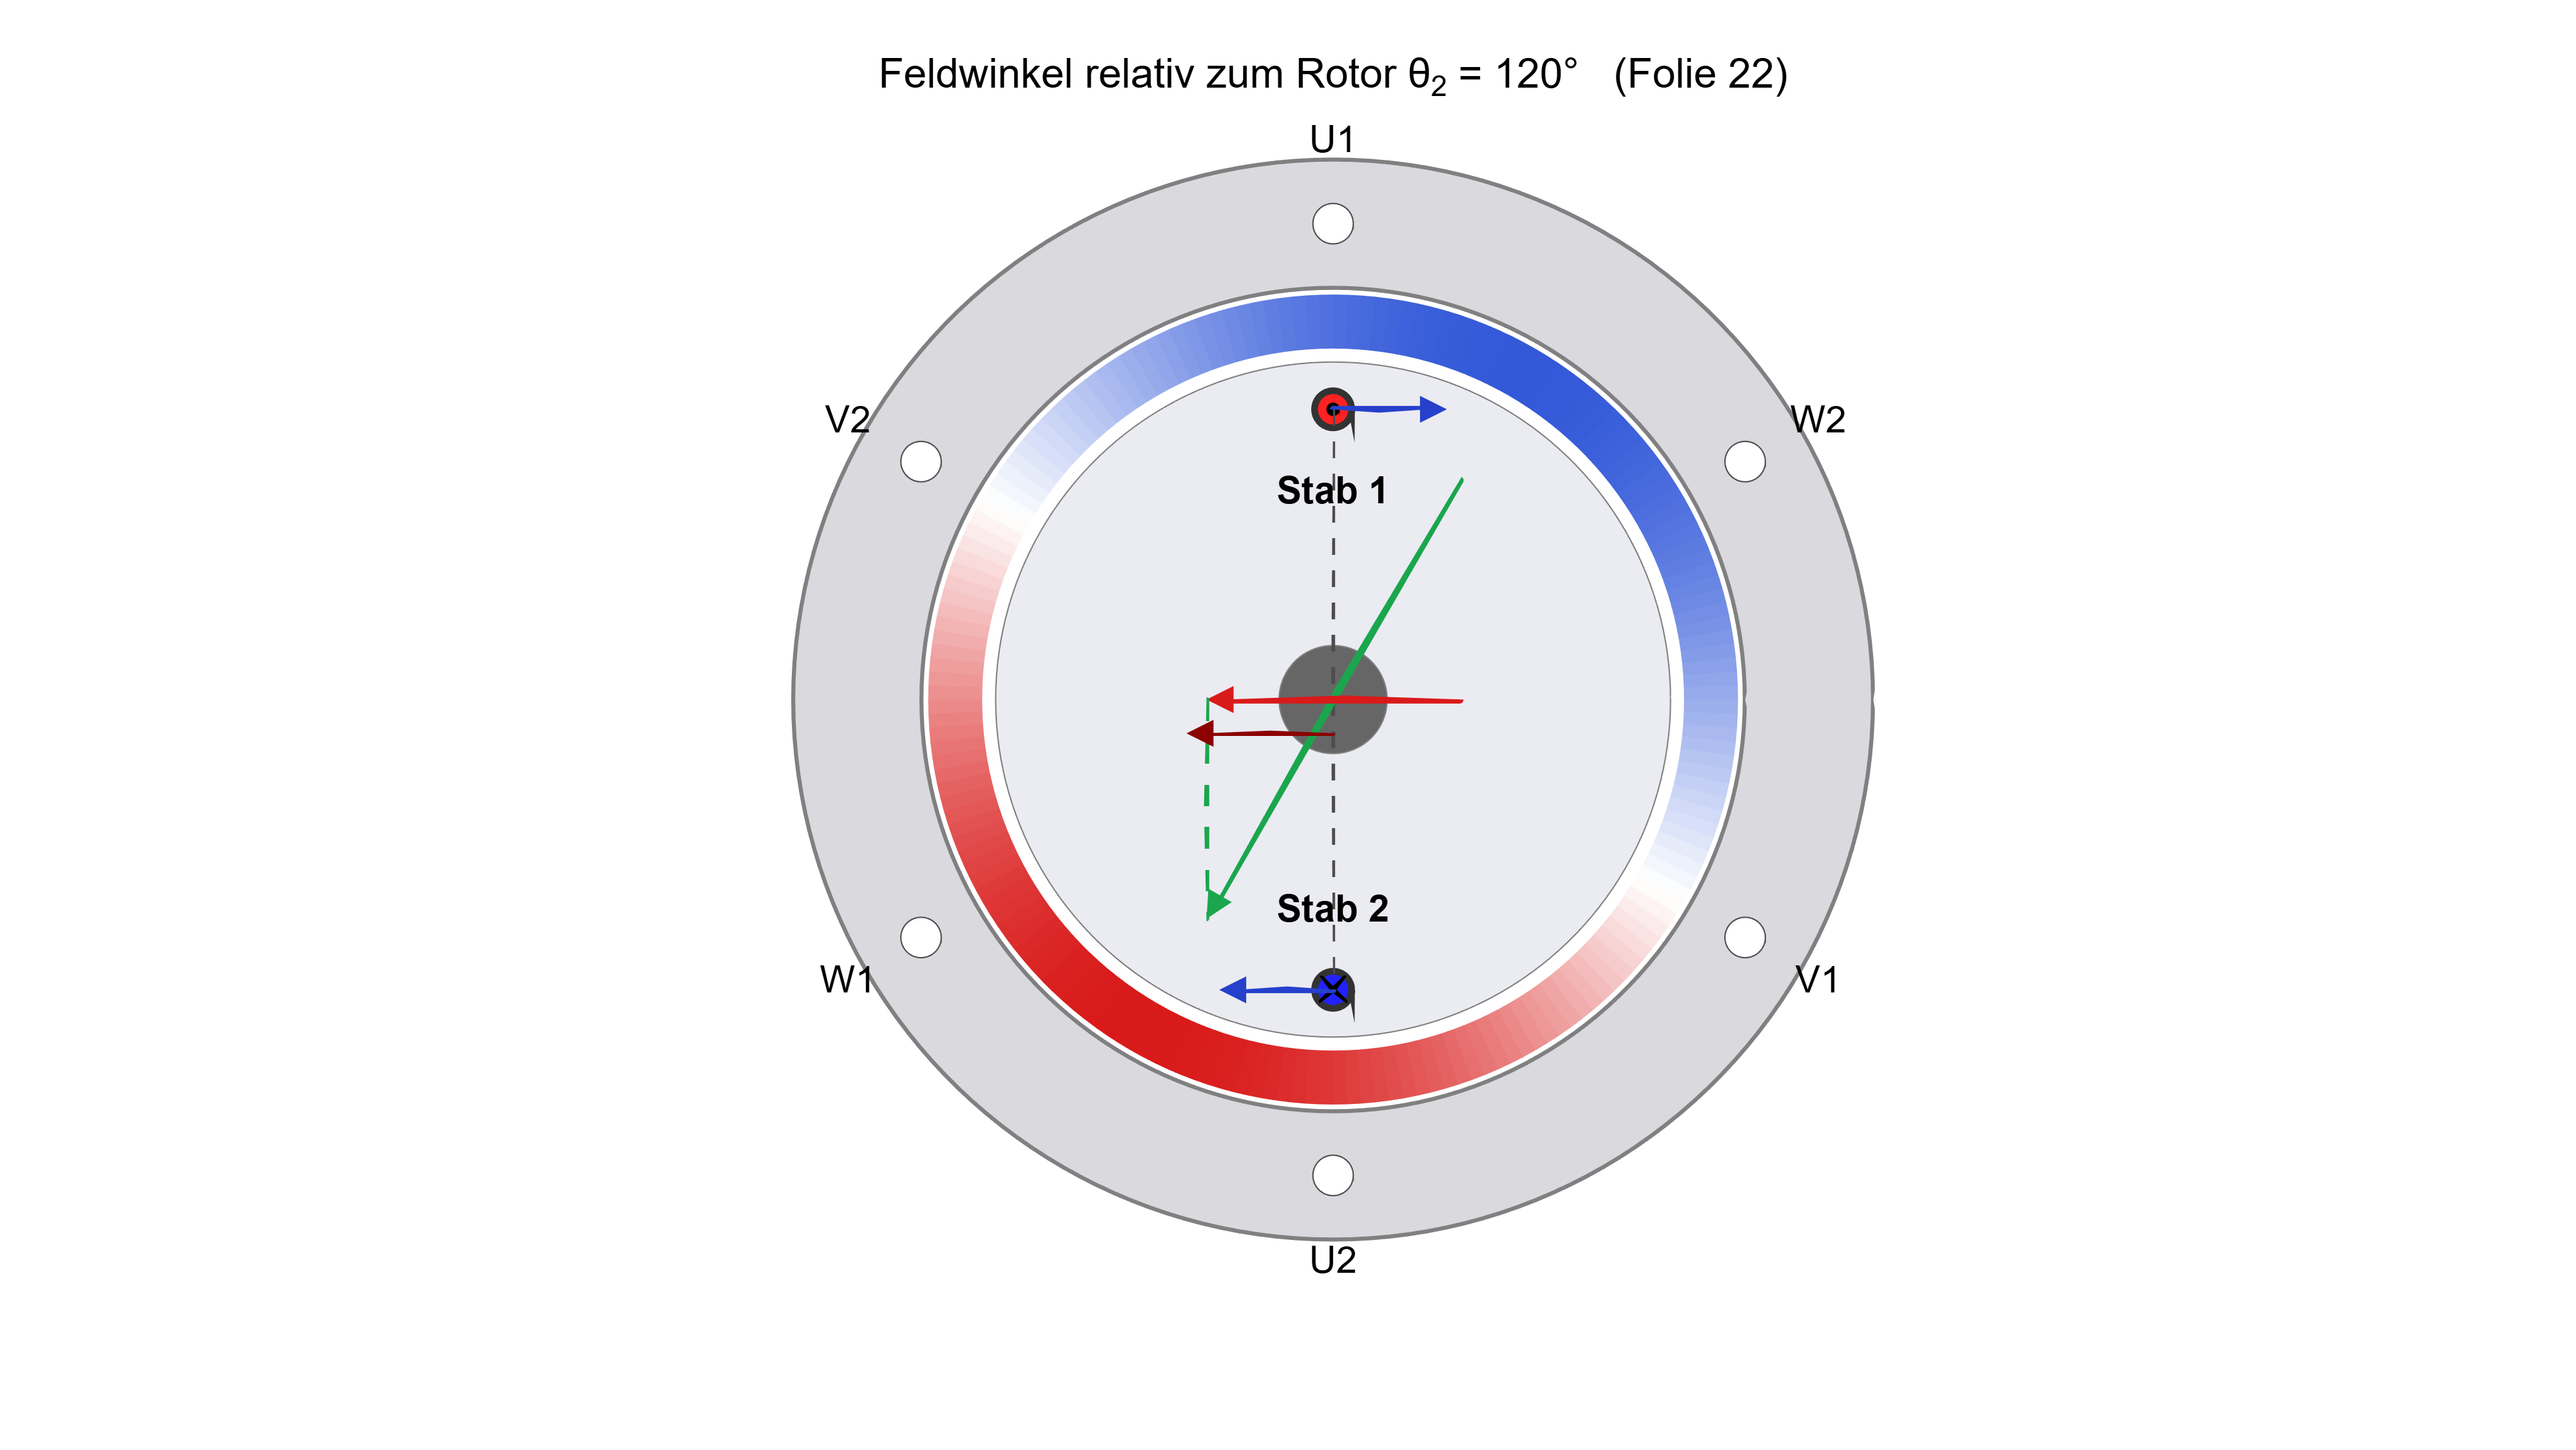 Feldwinkel relativ zum Rotor θ₂ = 120° (Folie 22)
U1
V2
W2
Stab 1
Stab 2
W1
V1
U2